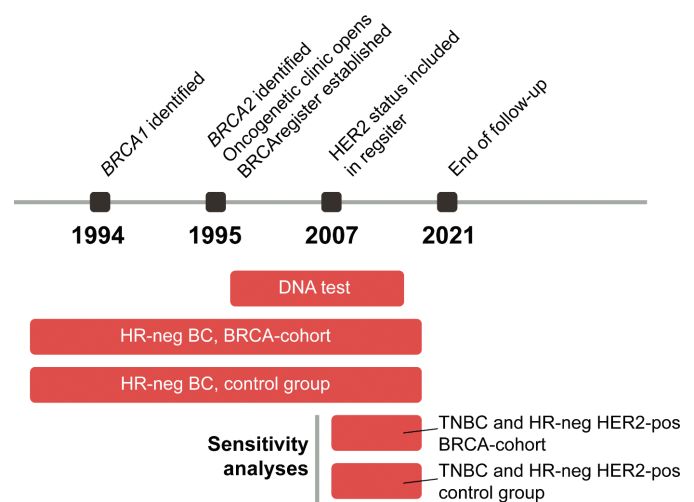 BRCA1 identified
BRCA2 identified
Oncogenetic clinic opens
BRCAregister established
HER2 status included
in regsiter
End of follow-up
1994
1995
2007
2021
DNA test
HR-neg BC, BRCA-cohort
HR-neg BC, control group
Sensitivity
analyses
TNBC and HR-neg HER2-pos
BRCA-cohort
TNBC and HR-neg HER2-pos
control group